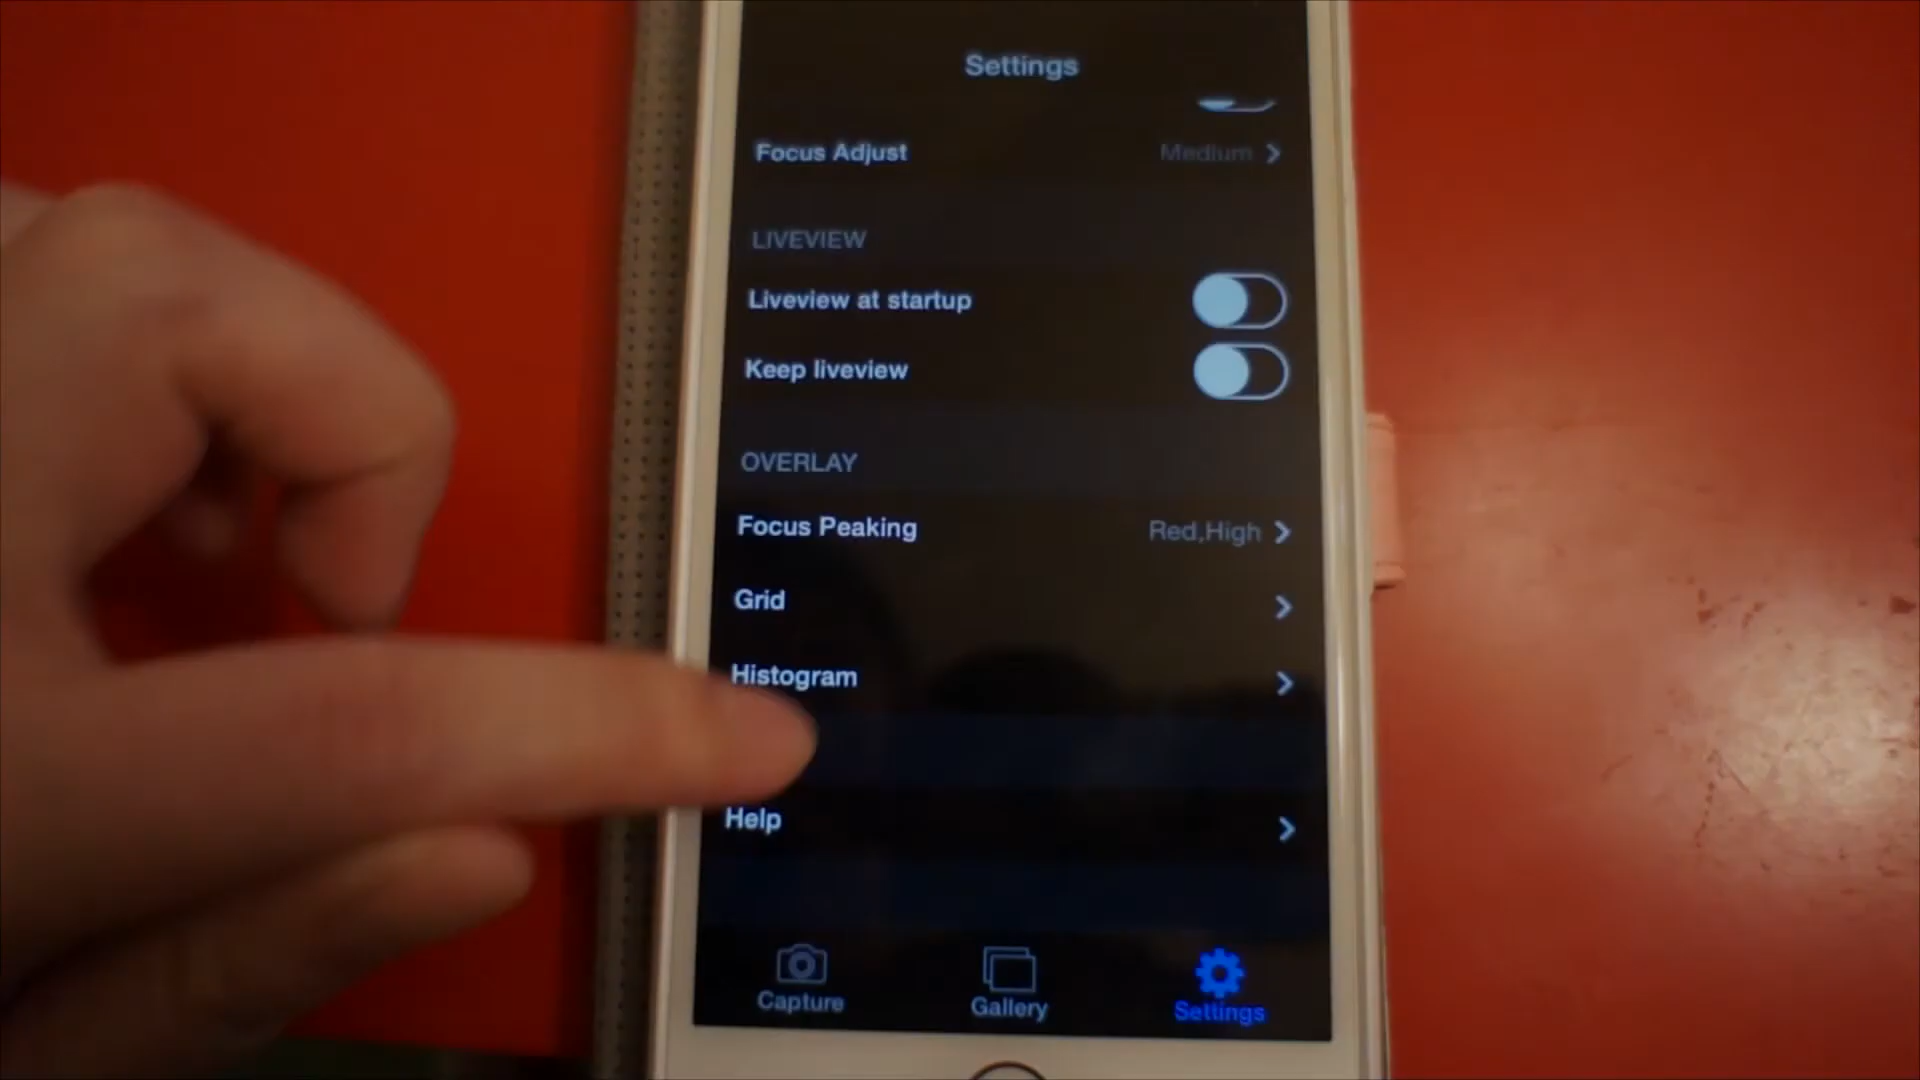 Settings
Focus Adjust Medium
LIVEVIEW
Liveview at startup
Keep liveview
OVERLAY
Focus Peaking Red,High
Grid
Histogram
Help
Capture Gallery Settings